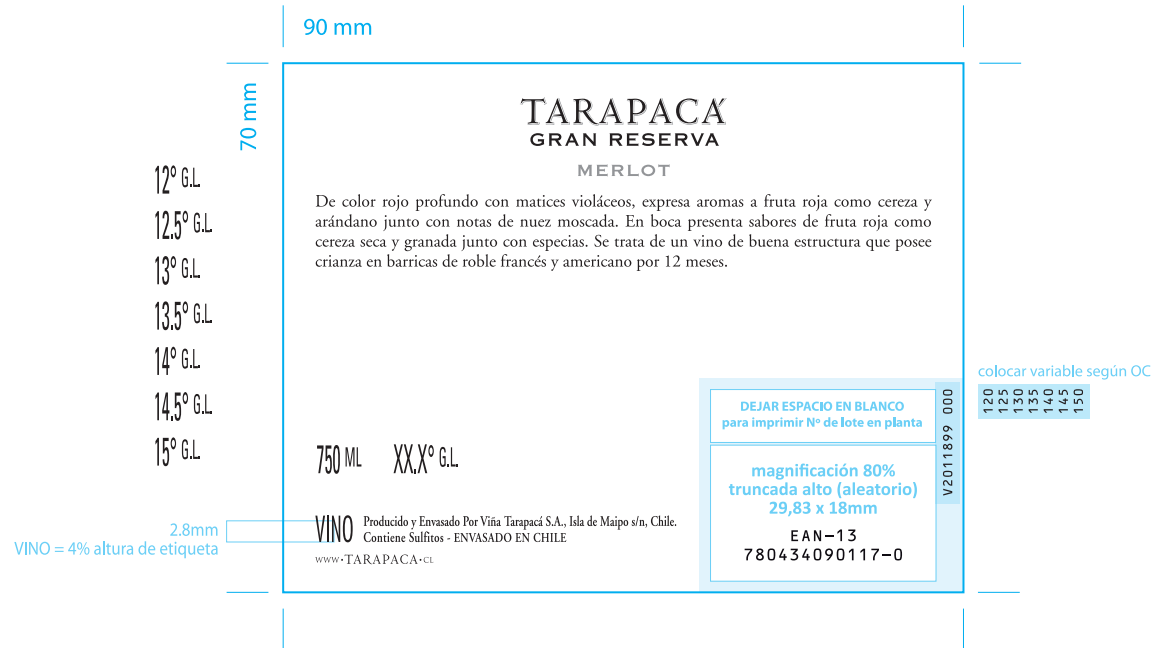 90 mm
70 mm
TARAPACÁ
GRAN RESERVA
MERLOT
De color rojo profundo con matices violáceos, expresa aromas a fruta roja como cereza y
arándano junto con notas de nuez moscada. En boca presenta sabores de fruta roja como
cereza seca y granada junto con especias. Se trata de un vino de buena estructura que posee
crianza en barricas de roble francés y americano por 12 meses.
12° G.L.
12.5° G.L.
13° G.L.
13.5° G.L.
14° G.L.
14.5° G.L.
15° G.L.
750 ML XX.X° G.L.
VINO
Producido y Envasado Por Viña Tarapacá S.A., Isla de Maipo s/n, Chile.
Contiene Sulfitos - ENVASADO EN CHILE
WWW•TARAPACA•CL
2.8mm
VINO = 4% altura de etiqueta
DEJAR ESPACIO EN BLANCO
para imprimir Nº de lote en planta
magnificación 80%
truncada alto (aleatorio)
29,83 x 18mm
EAN-13
780434090117-0
V2011899 000
colocar variable según OC
120
125
130
135
140
145
150